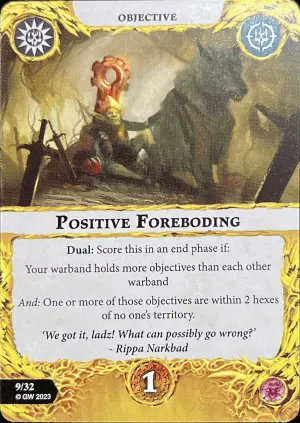 OBJECTIVE
POSITIVE FOREBODING
Dual: Score this in an end phase if:
Your warband holds more objectives than each other
warband
And: One or more of those objectives are within 2 hexes
of no one's territory.
'We got it, ladz! What can possibly go wrong?'
- Rippa Narkbad
9/32
© GW 2023
1